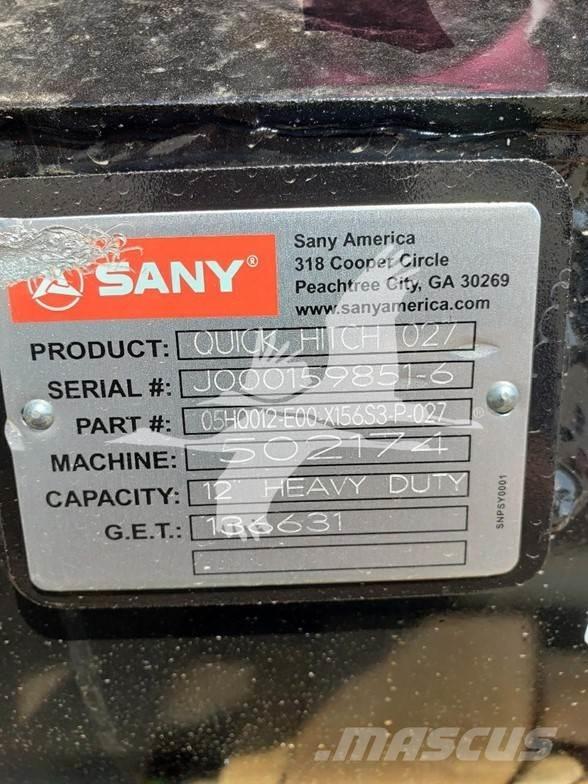 SANY®
Sany America
318 Cooper Circle
Peachtree City, GA 30269
www.sanyamerica.com
PRODUCT: QUICK HITCH 027
SERIAL #: J000159851-6
PART #: 05H0012-E00-X156S3-P-027
MACHINE: 502174
CAPACITY: 12" HEAVY DUTY
G.E.T.: 136631
SNPSY0001
MASCUS